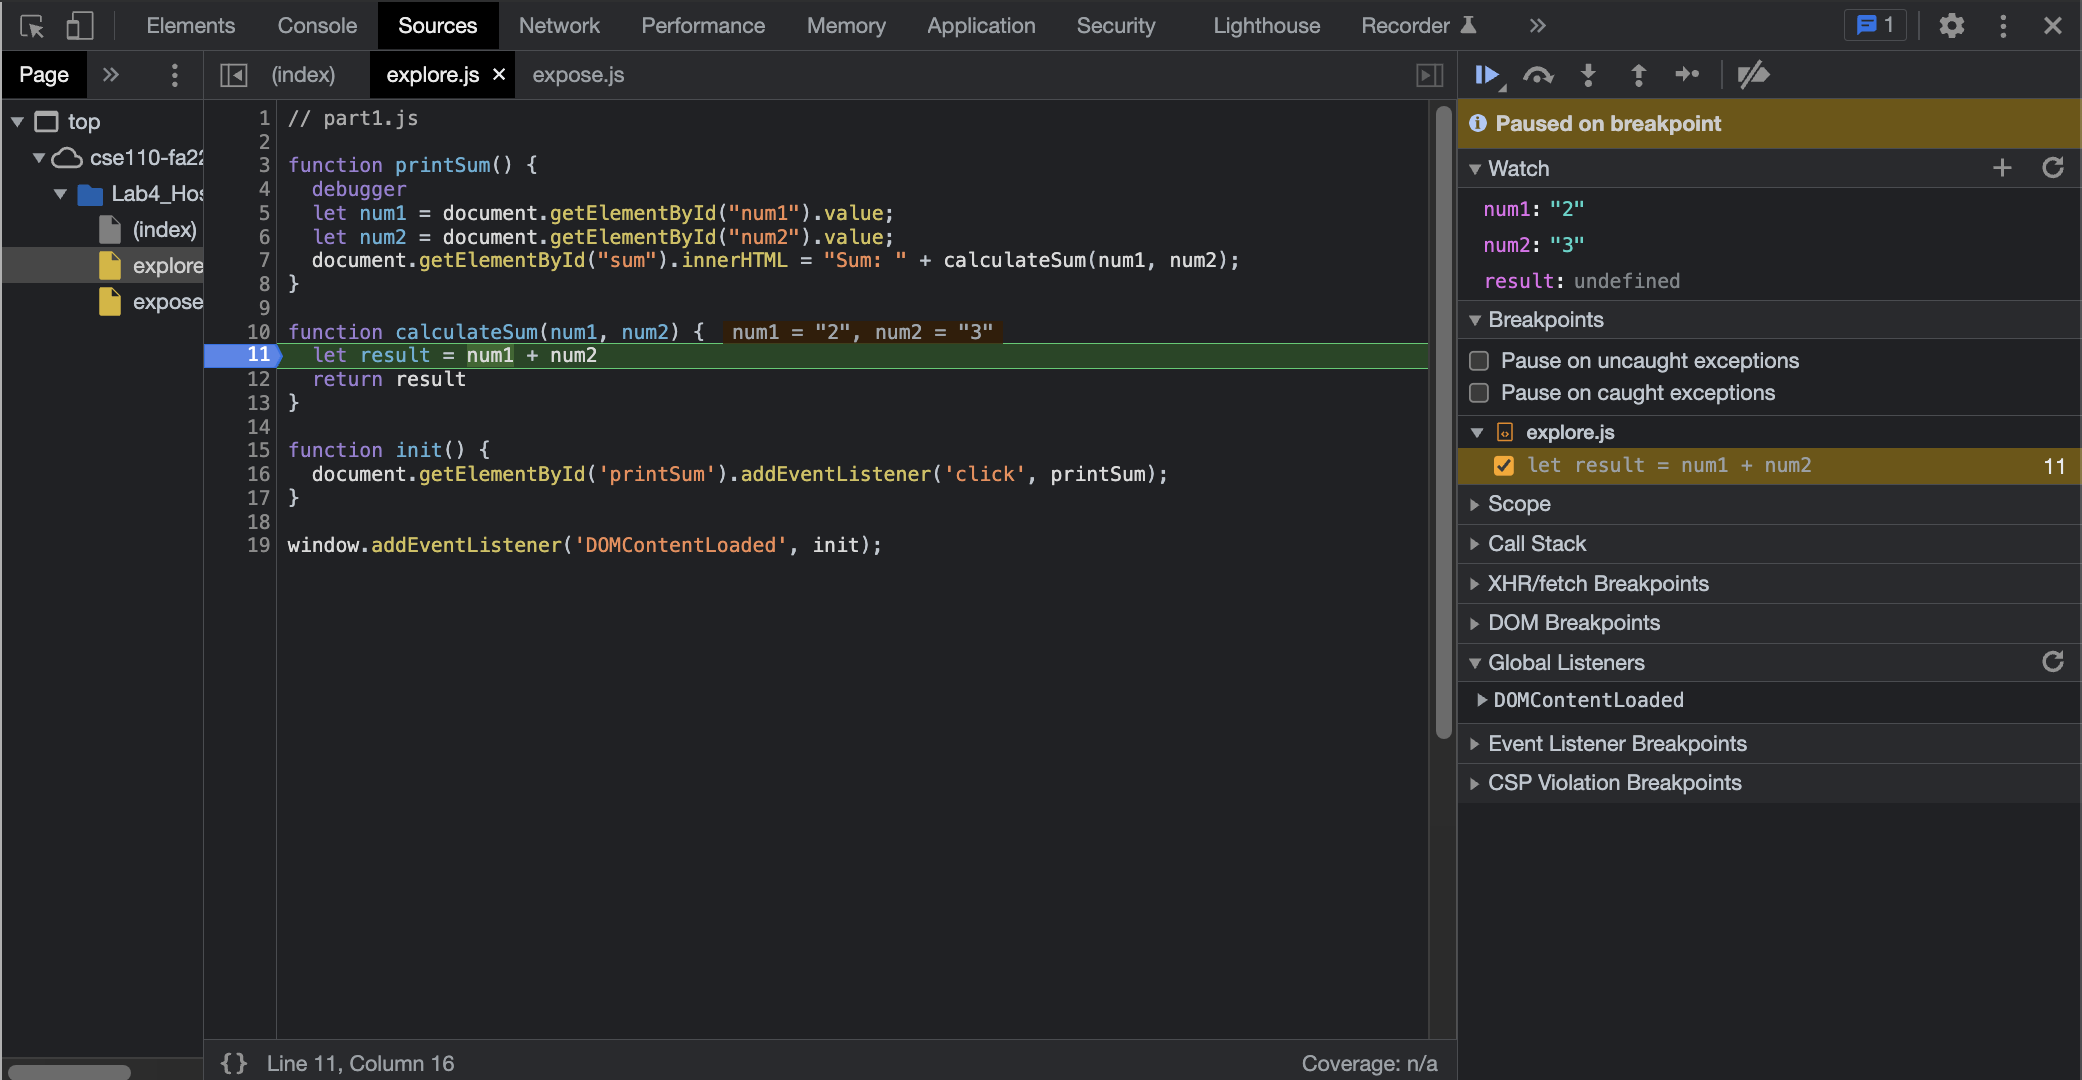 Elements Console Sources Network Performance Memory Application Security Lighthouse Recorder 1
Page
(index) explore.js expose.js
top
cse110-fa22
Lab4_Hos
(index)
explore
expose
1 // part1.js
2
3 function printSum() {
4   debugger
5   let num1 = document.getElementById("num1").value;
6   let num2 = document.getElementById("num2").value;
7   document.getElementById("sum").innerHTML = "Sum: " + calculateSum(num1, num2);
8 }
9
10 function calculateSum(num1, num2) { num1 = "2", num2 = "3"
11   let result = num1 + num2
12   return result
13 }
14
15 function init() {
16   document.getElementById('printSum').addEventListener('click', printSum);
17 }
18
19 window.addEventListener('DOMContentLoaded', init);
{} Line 11, Column 16
Coverage: n/a
Paused on breakpoint
Watch
num1: "2"
num2: "3"
result: undefined
Breakpoints
Pause on uncaught exceptions
Pause on caught exceptions
explore.js
let result = num1 + num2 11
Scope
Call Stack
XHR/fetch Breakpoints
DOM Breakpoints
Global Listeners
DOMContentLoaded
Event Listener Breakpoints
CSP Violation Breakpoints